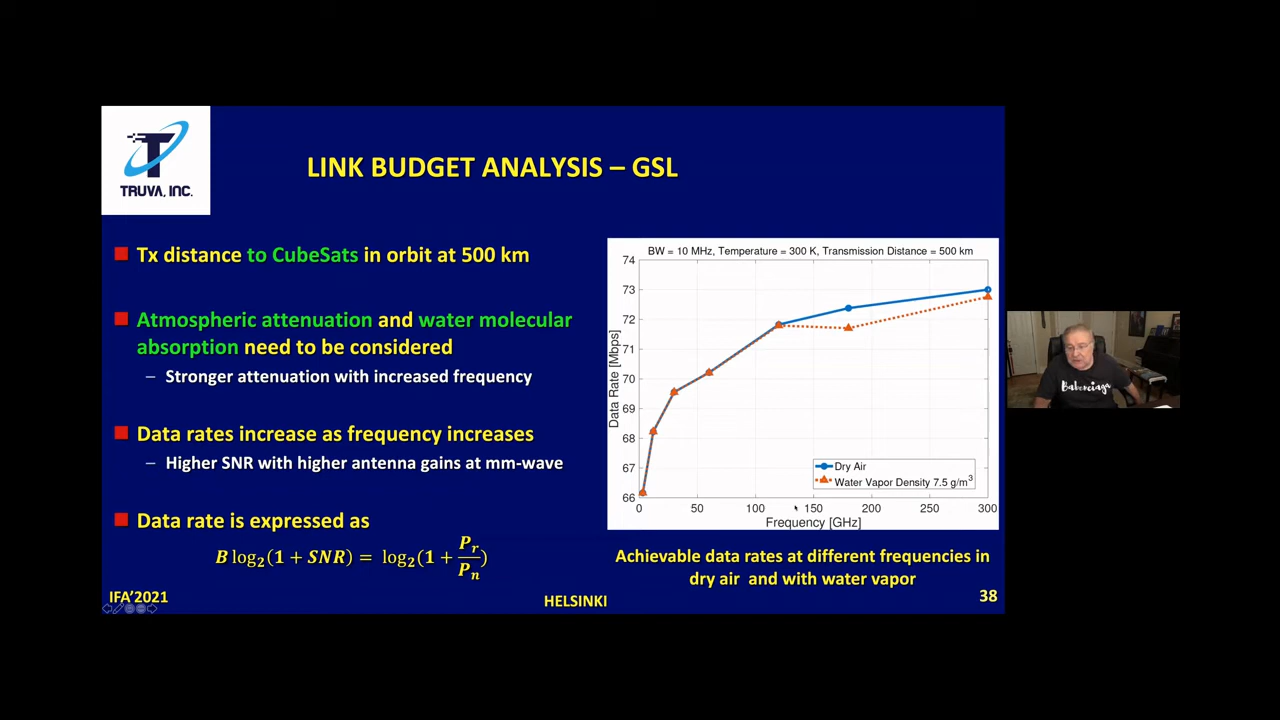 TRUVA, INC.
LINK BUDGET ANALYSIS – GSL
Tx distance to CubeSats in orbit at 500 km
Atmospheric attenuation and water molecular
absorption need to be considered
– Stronger attenuation with increased frequency
Data rates increase as frequency increases
– Higher SNR with higher antenna gains at mm-wave
Data rate is expressed as
B log₂(1 + SNR) = log₂(1 + Pᵣ/Pₙ)
BW = 10 MHz, Temperature = 300 K, Transmission Distance = 500 km
74
73
72
71
70
69
68
67
66
Data Rate [Mbps]
Dry Air
Water Vapor Density 7.5 g/m³
0 50 100 150 200 250 300
Frequency [GHz]
Achievable data rates at different frequencies in
dry air and with water vapor
IFA'2021
HELSINKI
38
Balenciaga